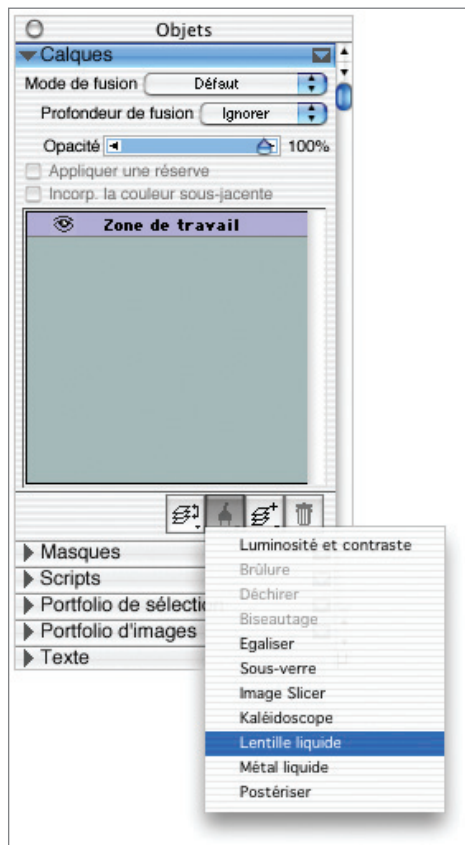 Objets
Calques
Mode de fusion Défaut
Profondeur de fusion Ignorer
Opacité 100%
Appliquer une réserve
Incorp. la couleur sous-jacente
Zone de travail
Masques
Scripts
Portfolio de sélecti
Portfolio d'images
Texte
Luminosité et contraste
Brûlure
Déchirer
Biseautage
Egaliser
Sous-verre
Image Slicer
Kaléidoscope
Lentille liquide
Métal liquide
Postériser